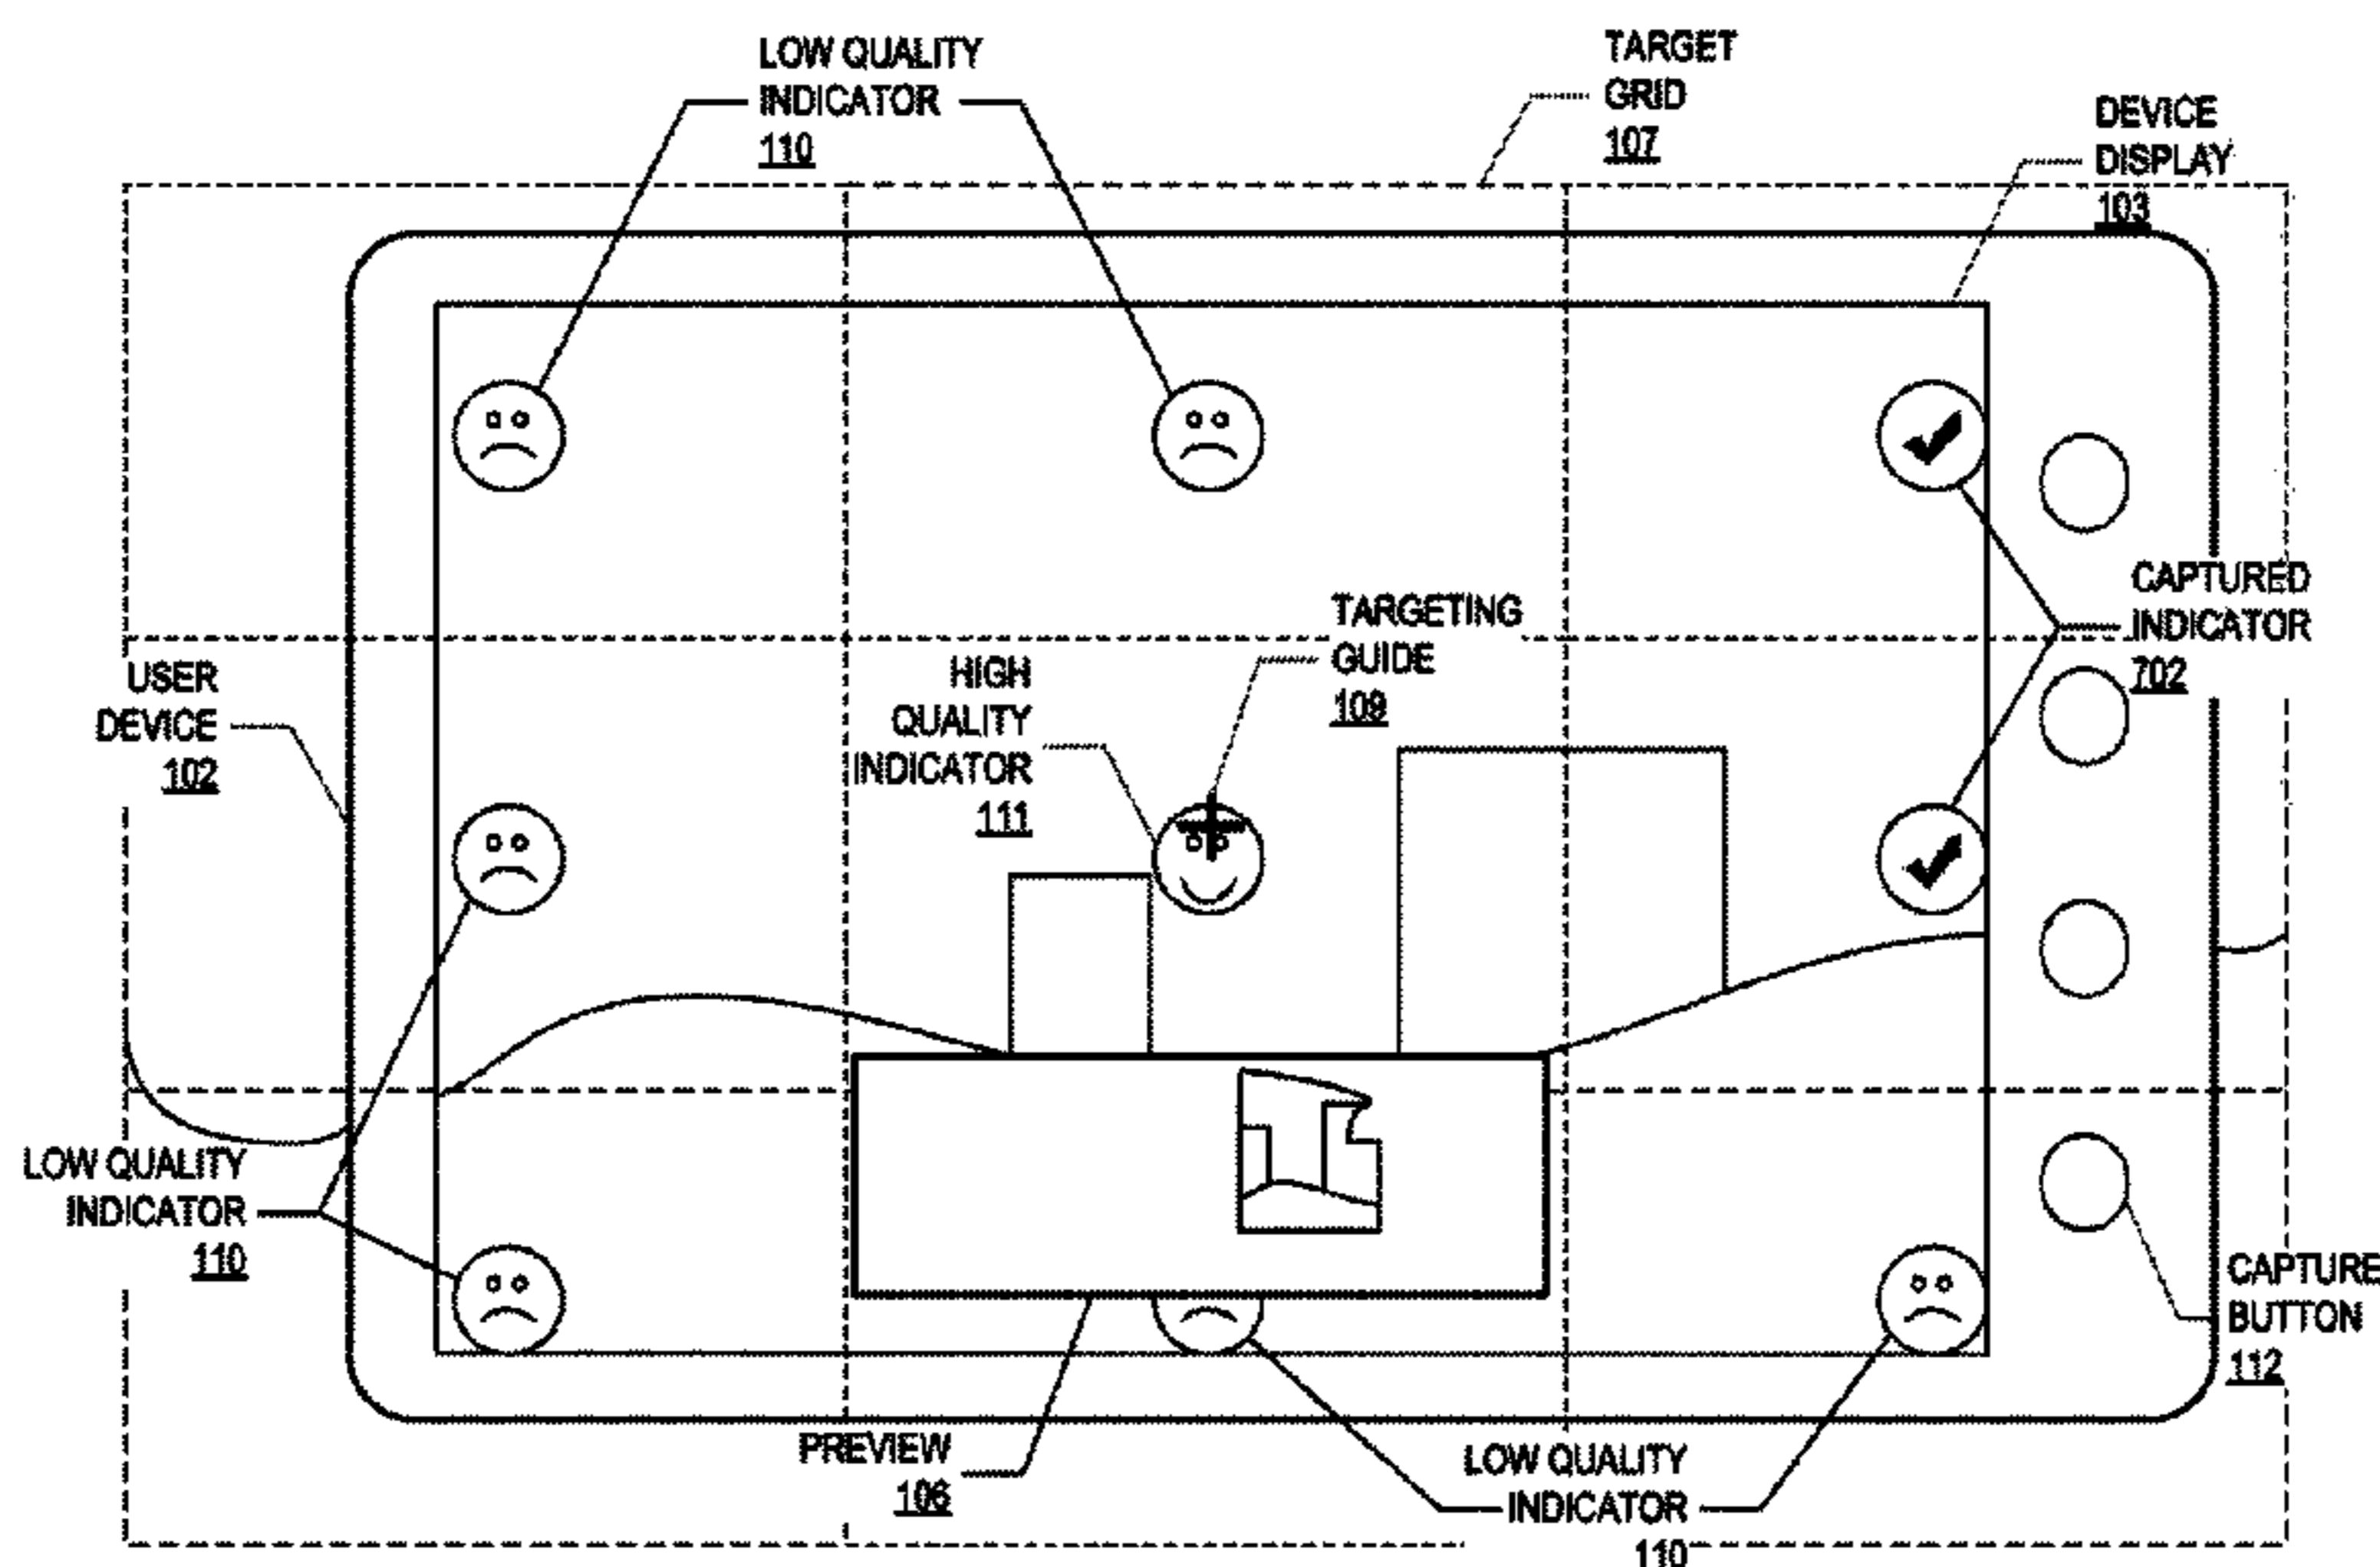 LOW QUALITY
INDICATOR
110
TARGET
GRID
107
DEVICE
DISPLAY
103
CAPTURED
INDICATOR
702
TARGETING
GUIDE
109
HIGH
QUALITY
INDICATOR
111
USER
DEVICE
102
LOW QUALITY
INDICATOR
110
CAPTURE
BUTTON
112
PREVIEW
106
LOW QUALITY
INDICATOR
110